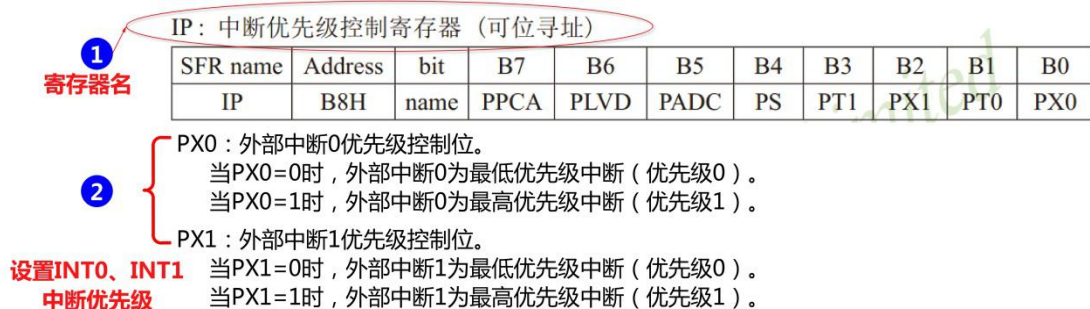 IP: 中断优先级控制寄存器 (可位寻址)
1
寄存器名
SFR name Address bit B7 B6 B5 B4 B3 B2 B1 B0
IP B8H name PPCA PLVD PADC PS PT1 PX1 PT0 PX0
mited
PX0:外部中断0优先级控制位。
当PX0=0时,外部中断0为最低优先级中断(优先级0)。
2
当PX0=1时,外部中断0为最高优先级中断(优先级1)。
PX1:外部中断1优先级控制位。
设置INT0、INT1
当PX1=0时,外部中断1为最低优先级中断(优先级0)。
中断优先级
当PX1=1时,外部中断1为最高优先级中断(优先级1)。